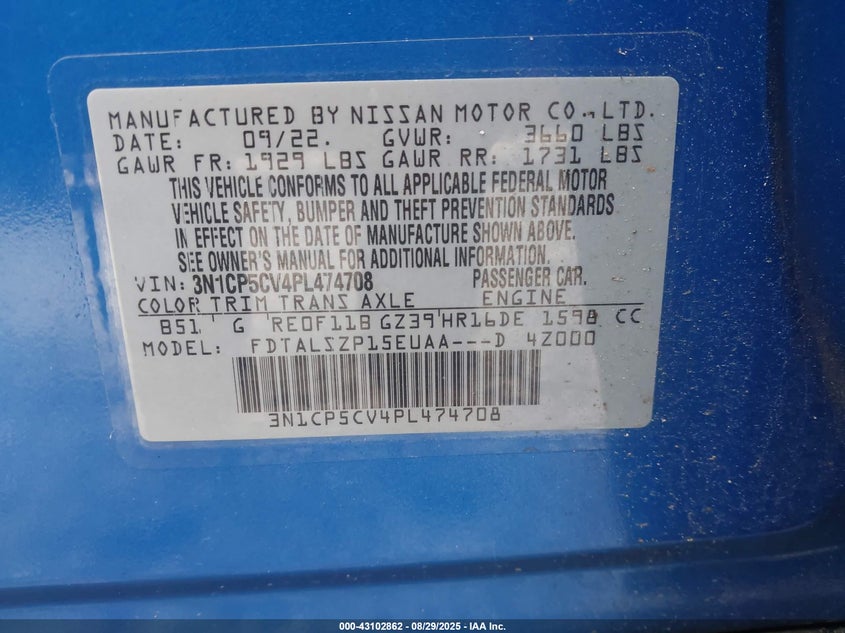 MANUFACTURED BY NISSAN MOTOR CO.,LTD.
DATE: 09/22. GVWR: 3660 LBS
GAWR FR: 1929 LBS GAWR RR: 1731 LBS
THIS VEHICLE CONFORMS TO ALL APPLICABLE FEDERAL MOTOR
VEHICLE SAFETY, BUMPER AND THEFT PREVENTION STANDARDS
IN EFFECT ON THE DATE OF MANUFACTURE SHOWN ABOVE.
SEE OWNER'S MANUAL FOR ADDITIONAL INFORMATION.
VIN: 3N1CP5CV4PL474708 PASSENGER CAR.
COLOR TRIM TRANS AXLE ENGINE
B51 G RE0F11B GZ39 HR16DE 1598 CC
MODEL: FDTALSZP15EUAA---D 4Z000
3N1CP5CV4PL474708
000-43102862 - 08/29/2025 - IAA Inc.